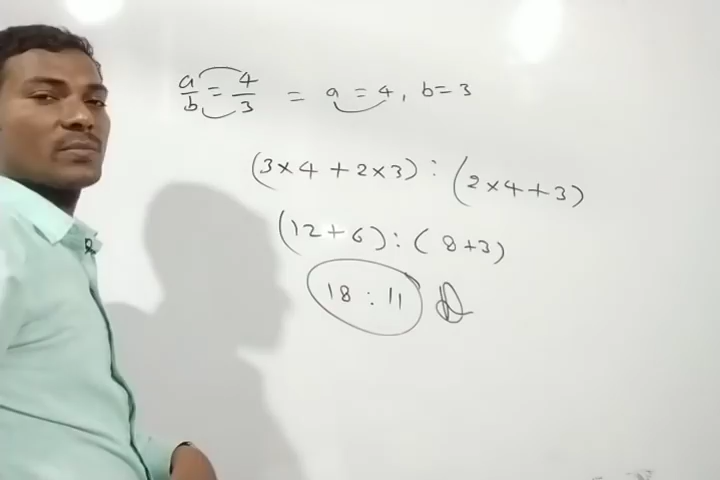 a/b = 4/3 = a = 4, b = 3
(3×4 + 2×3) : (2×4+3)
(12+6) : (8+3)
18 : 11